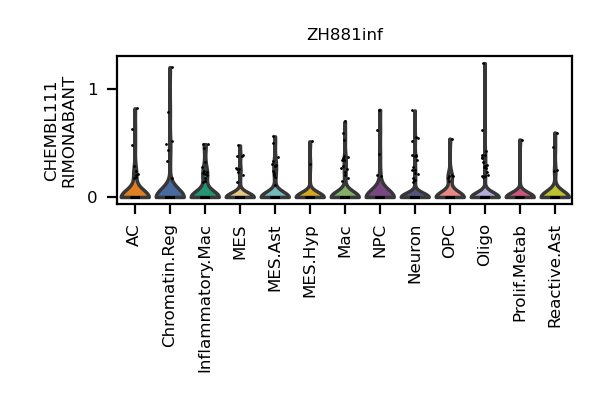 ZH881inf
CHEMBL111
RIMONABANT
1
0
AC
Chromatin.Reg
Inflammatory.Mac
MES
MES.Ast
MES.Hyp
Mac
NPC
Neuron
OPC
Oligo
Prolif.Metab
Reactive.Ast